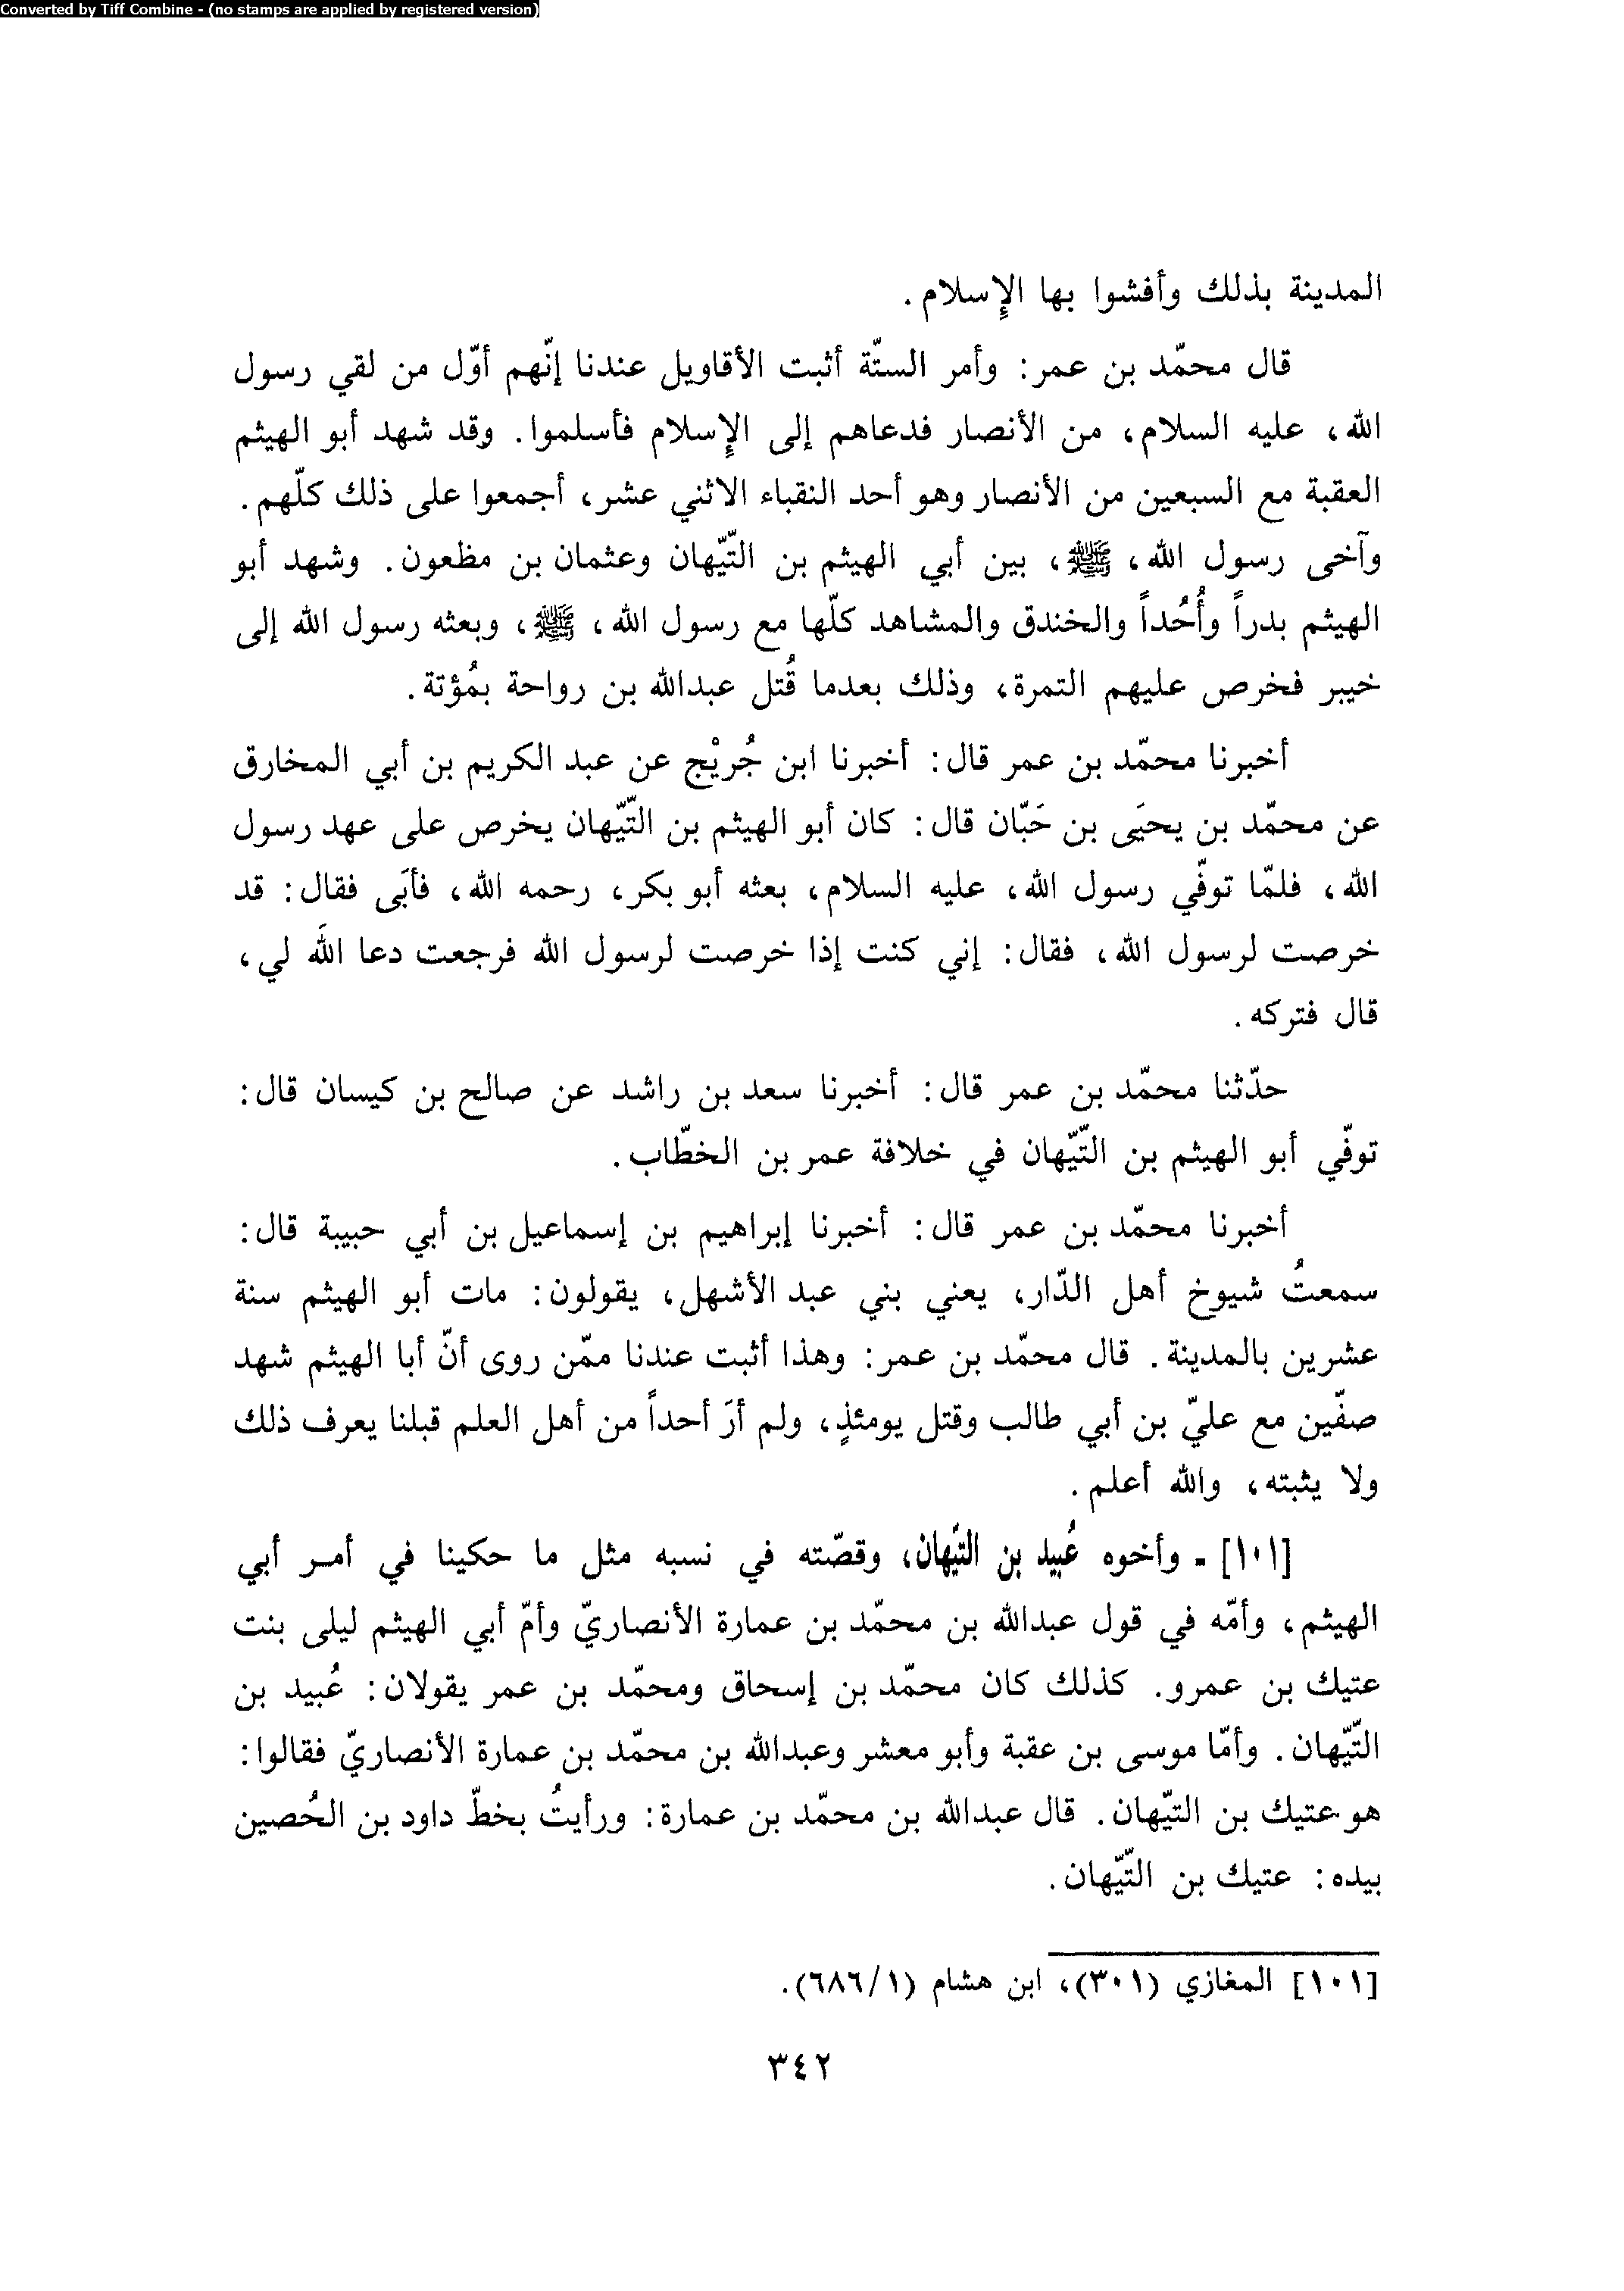 Converted by Tiff Combine - (no stamps are applied by registered version)
المدينة بذلك وأفشوا بها الإِسلام.
قال محمّد بن عمر: وأمر الستّة أثبت الأقاويل عندنا إنّهم أوّل من لقي رسول
الله، عليه السلام، من الأنصار فدعاهم إلى الإِسلام فأسلموا. وقد شهد أبو الهيثم
العقبة مع السبعين من الأنصار وهو أحد النقباء الاثني عشر، أجمعوا على ذلك كلّهم.
وآخى رسول الله، ﷺ، بين أبي الهيثم بن التّيّهان وعثمان بن مظعون. وشهد أبو
الهيثم بدراً وأُحُداً والخندق والمشاهد كلّها مع رسول الله، ﷺ، وبعثه رسول الله إلى
خيبر فخرص عليهم التمرة، وذلك بعدما قُتل عبدالله بن رواحة بمُؤتة.
أخبرنا محمّد بن عمر قال: أخبرنا ابن جُريْج عن عبد الكريم بن أبي المخارق
عن محمّد بن يحيَى بن حَبّان قال: كان أبو الهيثم بن التّيّهان يخرص على عهد رسول
الله، فلمّا توفّي رسول الله، عليه السلام، بعثه أبو بكر، رحمه الله، فأبَى فقال: قد
خرصت لرسول الله، فقال: إني كنت إذا خرصت لرسول الله فرجعت دعا اللهَ لي،
قال فتركه.
حدّثنا محمّد بن عمر قال: أخبرنا سعد بن راشد عن صالح بن كيسان قال:
توفّي أبو الهيثم بن التّيّهان في خلافة عمر بن الخطّاب.
أخبرنا محمّد بن عمر قال: أخبرنا إبراهيم بن إسماعيل بن أبي حبيبة قال:
سمعتُ شيوخ أهل الدّار، يعني بني عبد الأشهل، يقولون: مات أبو الهيثم سنة
عشرين بالمدينة. قال محمّد بن عمر: وهذا أثبت عندنا ممّن روى أنّ أبا الهيثم شهد
صفّين مع عليّ بن أبي طالب وقتل يومئذٍ، ولم أرَ أحداً من أهل العلم قبلنا يعرف ذلك
ولا يثبته، والله أعلم.
[١٠١] - وأخوه عُبيد بن التيّهان، وقصّته في نسبه مثل ما حكينا في أمر أبي
الهيثم، وأمّه في قول عبدالله بن محمّد بن عمارة الأنصاريّ وأمّ أبي الهيثم ليلى بنت
عتيك بن عمرو. كذلك كان محمّد بن إسحاق ومحمّد بن عمر يقولان: عُبيد بن
التّيّهان. وأمّا موسى بن عقبة وأبو معشر وعبدالله بن محمّد بن عمارة الأنصاريّ فقالوا:
هو عتيك بن التيّهان. قال عبدالله بن محمّد بن عمارة: ورأيتُ بخطّ داود بن الحُصين
بيده: عتيك بن التّيّهان.
[١٠١] المغازي (٣٠١)، ابن هشام (٦٨٦/١).
٣٤٢